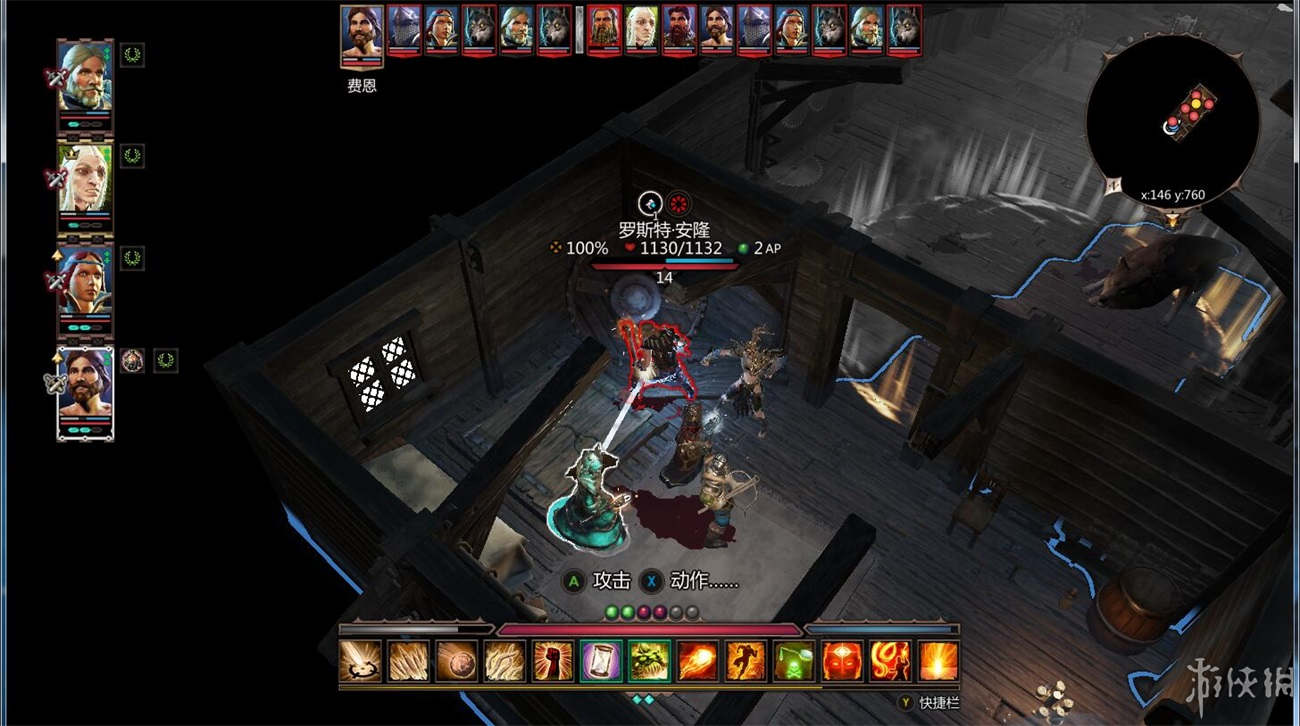 费恩
x:146 y:760
1
罗斯特·安隆
100% 1130/1132 2 AP
14
A 攻击 X 动作......
Y 快捷栏
游侠网